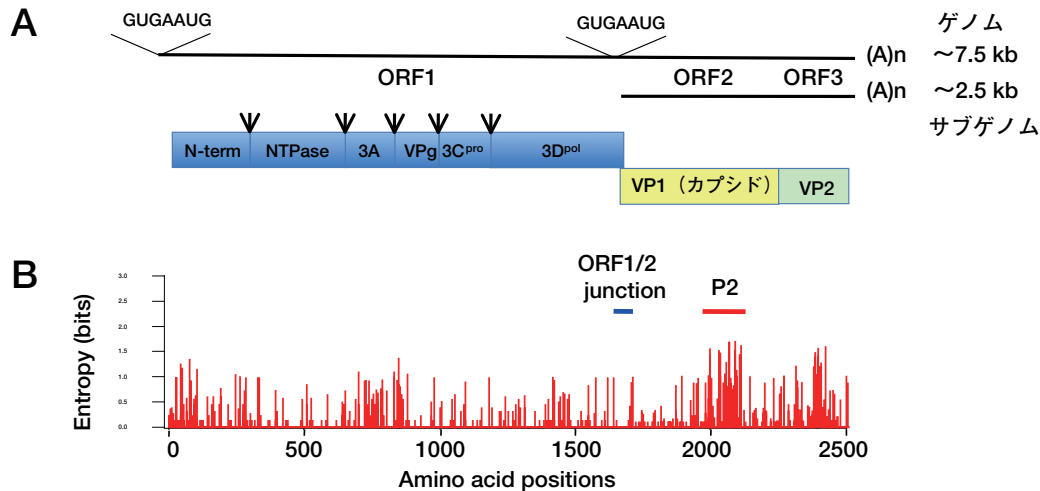 A
GUGAAUG
GUGAAUG
ゲノム
(A)n ～7.5 kb
ORF1 ORF2 ORF3
(A)n ～2.5 kb
サブゲノム
N-term NTPase 3A VPg 3Cpro 3Dpol
VP1（カプシド） VP2
B
ORF1/2
junction
P2
Entropy (bits)
3.0
2.5
2.0
1.5
1.0
0.5
0.0
0 500 1000 1500 2000 2500
Amino acid positions